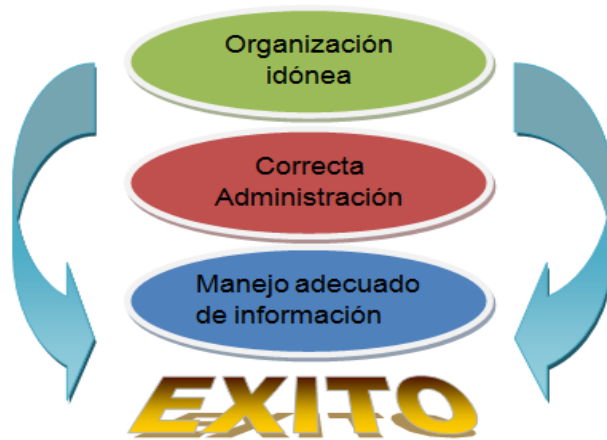 Organización
idónea
Correcta
Administración
Manejo adecuado
de información
EXITO